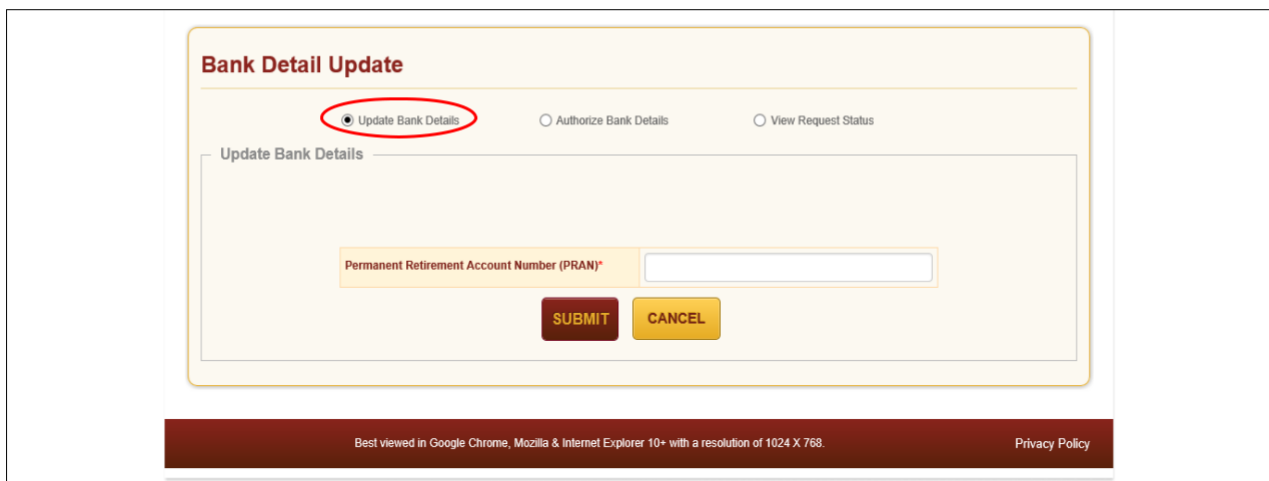 Bank Detail Update
Update Bank Details
Authorize Bank Details
View Request Status
Update Bank Details
Permanent Retirement Account Number (PRAN)*
SUBMIT
CANCEL
Best viewed in Google Chrome, Mozilla & Internet Explorer 10+ with a resolution of 1024 X 768.
Privacy Policy